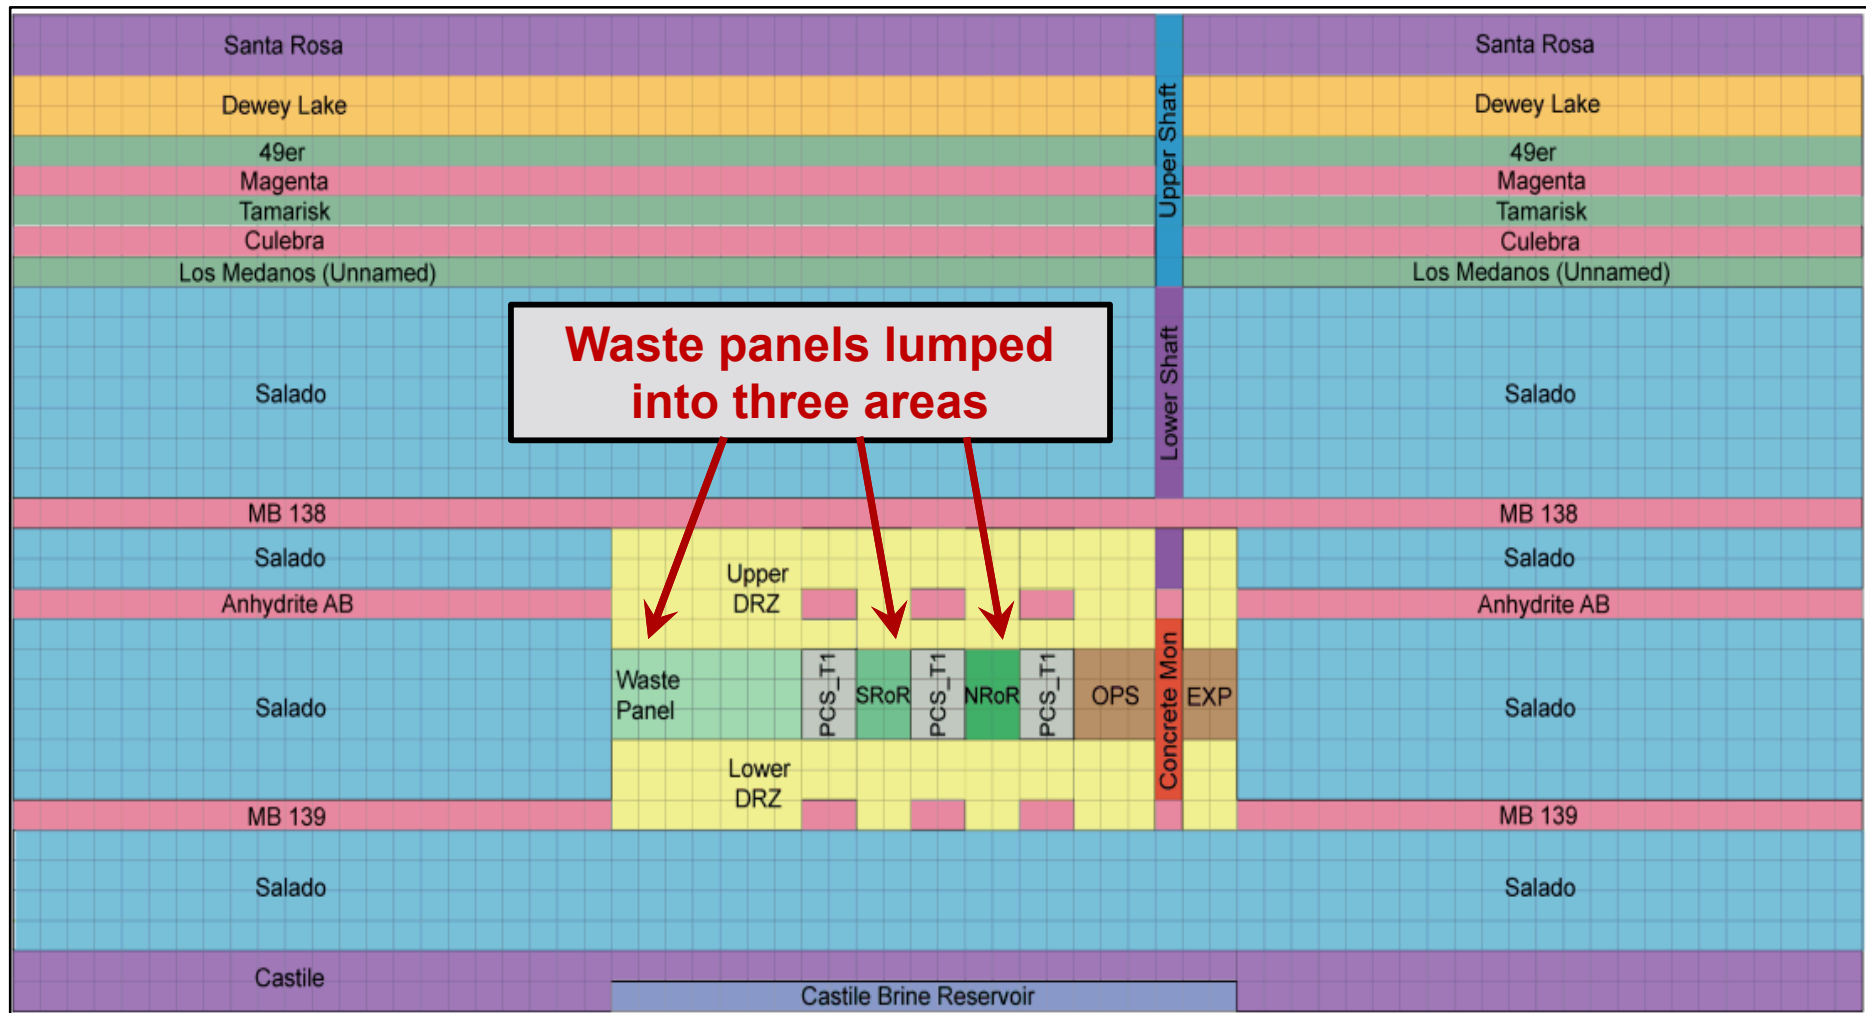 Santa Rosa
Santa Rosa
Dewey Lake
Dewey Lake
49er
49er
Magenta
Magenta
Tamarisk
Tamarisk
Culebra
Culebra
Los Medanos (Unnamed)
Los Medanos (Unnamed)
Upper Shaft
Waste panels lumped
into three areas
Salado
Lower Shaft
Salado
MB 138
MB 138
Salado
Upper
DRZ
Salado
Anhydrite AB
Anhydrite AB
Salado
Waste
Panel
PCS_T1
SRoR
PCS_T1
NRoR
PCS_T1
OPS
Concrete Mon
EXP
Salado
Lower
DRZ
MB 139
MB 139
Salado
Salado
Castile
Castile Brine Reservoir